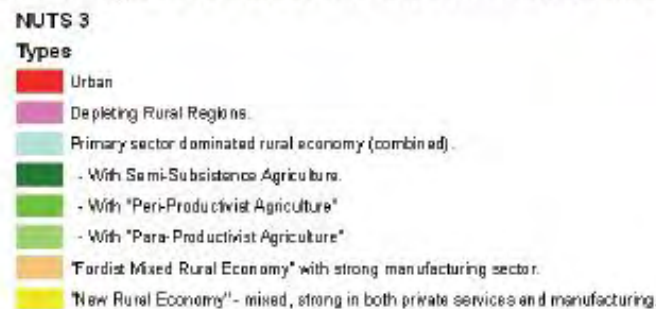 NUTS 3
Types
Urban
Depleting Rural Regions.
Primary sector dominated rural economy (combined).
- With Semi-Subsistence Agriculture.
- With "Peri-Productivist Agriculture"
- With "Para-Productivist Agriculture"
"Fordist Mixed Rural Economy" with strong manufacturing sector.
"New Rural Economy" - mixed, strong in both private services and manufacturing